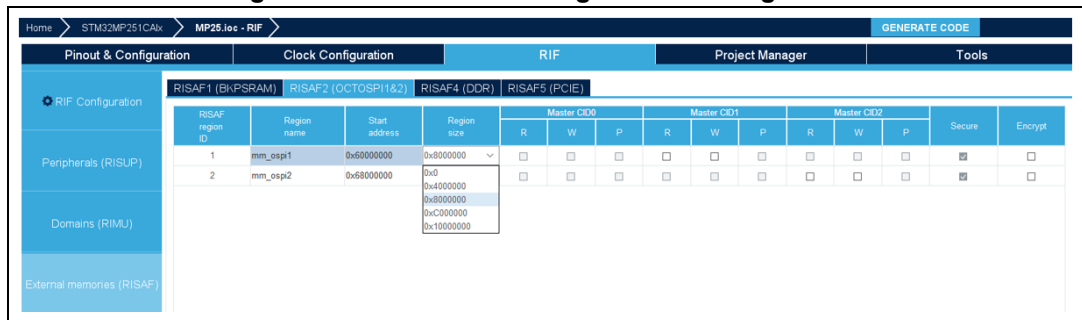 Home STM32MP251CAIx MP25.ioc - RIF GENERATE CODE
Pinout & Configuration Clock Configuration RIF Project Manager Tools
RISAF1 (BKPSRAM) RISAF2 (OCTOSPI1&2) RISAF4 (DDR) RISAF5 (PCIE)
RIF Configuration
Peripherals (RISUP)
Domains (RIMU)
External memories (RISAF)
RISAF region ID Region name Start address Region size Master CID0 Master CID1 Master CID2 Secure Encrypt
R W P R W P R W P
1 mm_ospi1 0x60000000 0x8000000
2 mm_ospi2 0x68000000
0x0
0x4000000
0x8000000
0xC000000
0x10000000